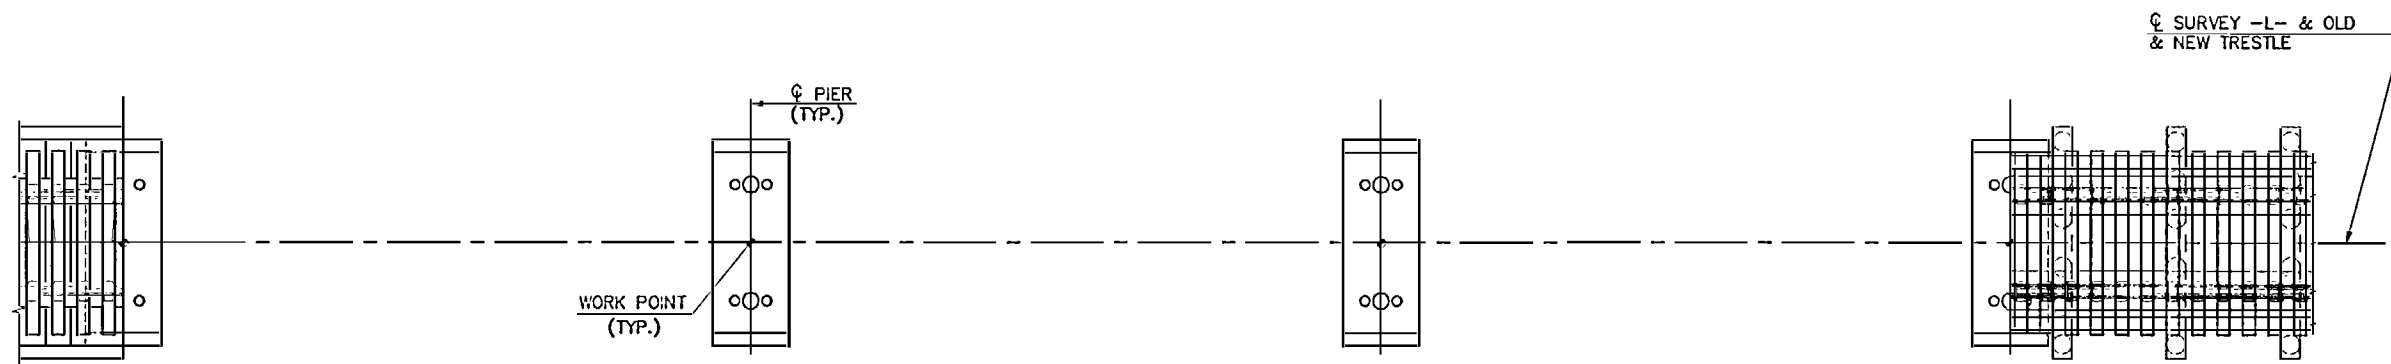 ℄ SURVEY -L- & OLD
& NEW TRESTLE
℄ PIER
(TYP.)
WORK POINT
(TYP.)